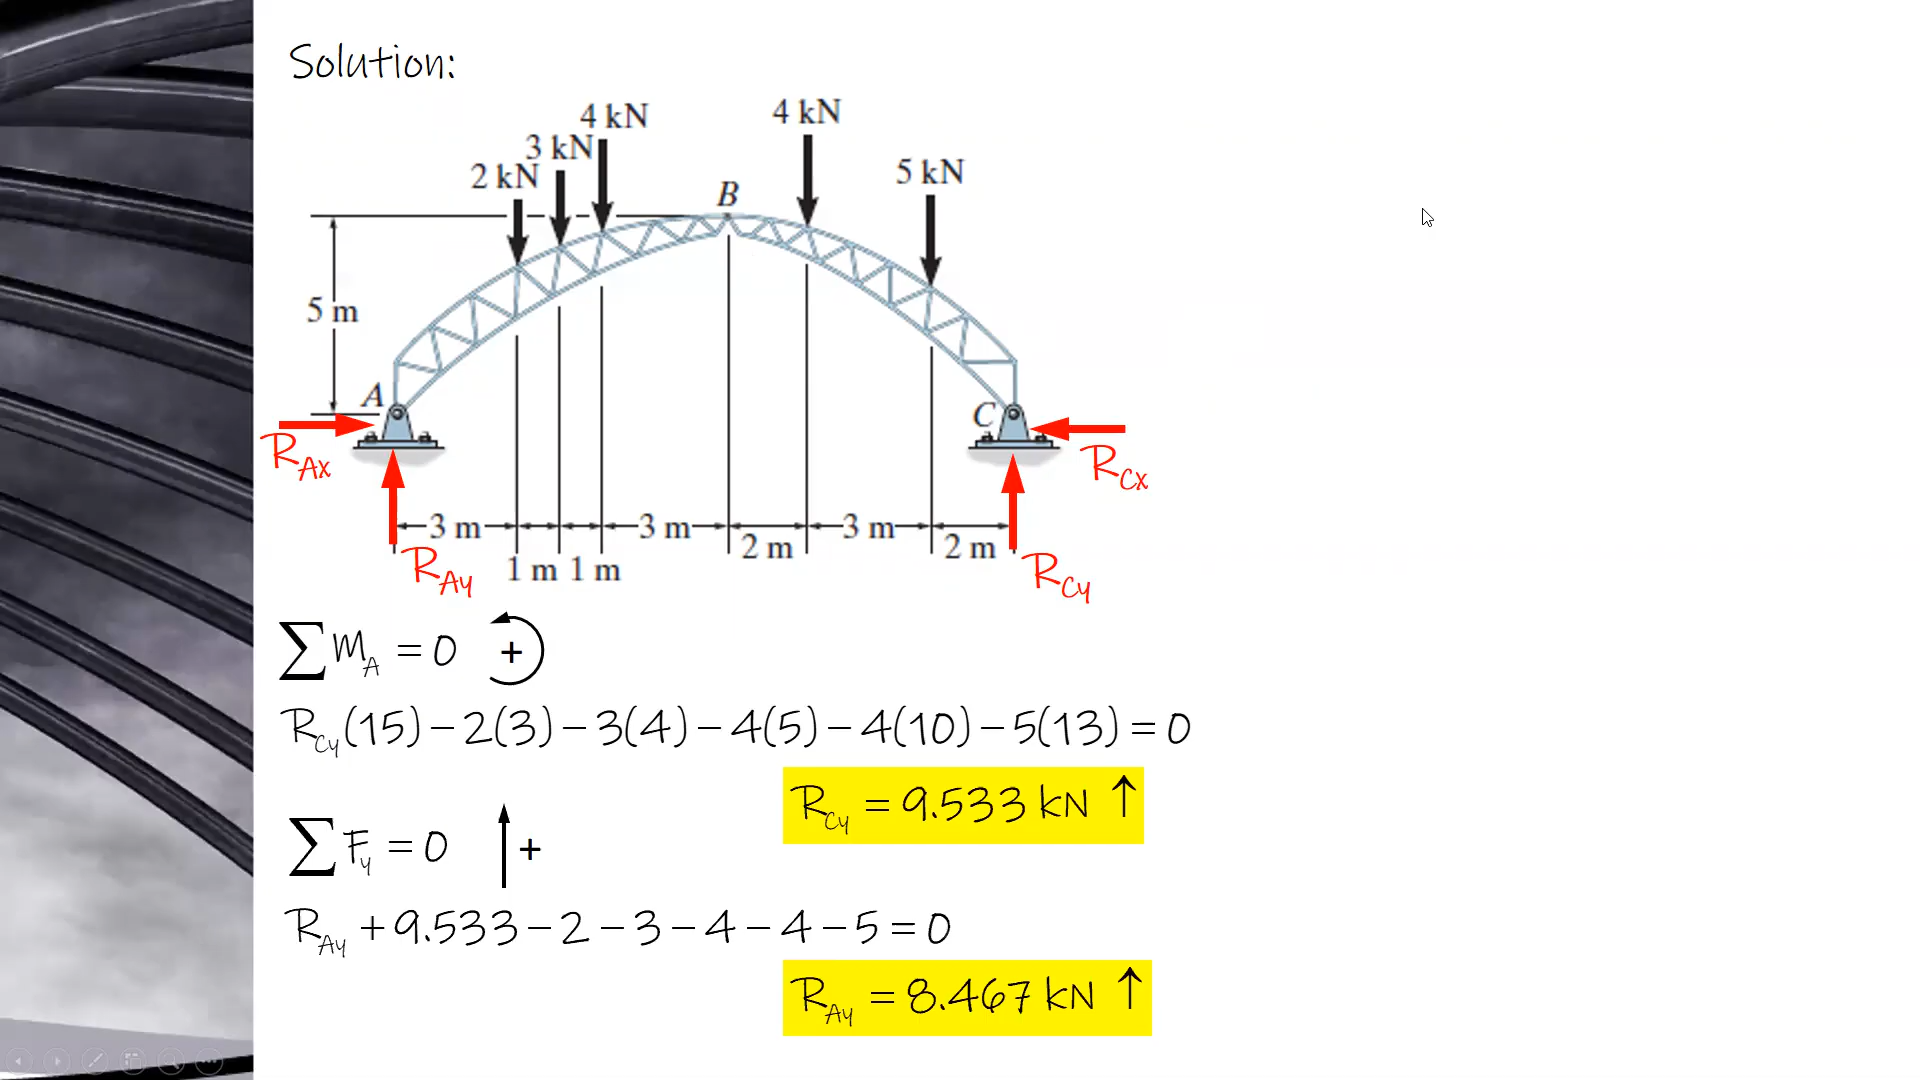 Solution:
4 kN
4 kN
3 kN
2 kN
5 kN
B
5 m
A
C
R_Ax
R_Cx
3 m
3 m
3 m
2 m
2 m
R_Ay
1 m 1 m
R_Cy
∑M_A = 0 +
R_Cy(15) − 2(3) − 3(4) − 4(5) − 4(10) − 5(13) = 0
R_Cy = 9.533 kN ↑
∑F_y = 0 ↑+
R_Ay + 9.533 − 2 − 3 − 4 − 4 − 5 = 0
R_Ay = 8.467 kN ↑